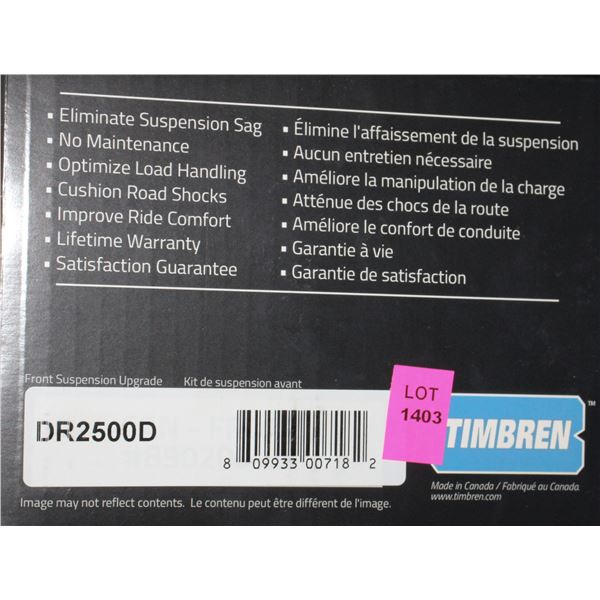 ▪ Eliminate Suspension Sag
▪ No Maintenance
▪ Optimize Load Handling
▪ Cushion Road Shocks
▪ Improve Ride Comfort
▪ Lifetime Warranty
▪ Satisfaction Guarantee
▪ Élimine l'affaissement de la suspension
▪ Aucun entretien nécessaire
▪ Améliore la manipulation de la charge
▪ Atténue des chocs de la route
▪ Améliore le confort de conduite
▪ Garantie à vie
▪ Garantie de satisfaction
Front Suspension Upgrade Kit de suspension avant
DR2500D
8 09933 00718 2
LOT
1403
TIMBREN ™
Made in Canada / Fabriqué au Canada.
www.timbren.com
Image may not reflect contents. Le contenu peut être différent de l'image.